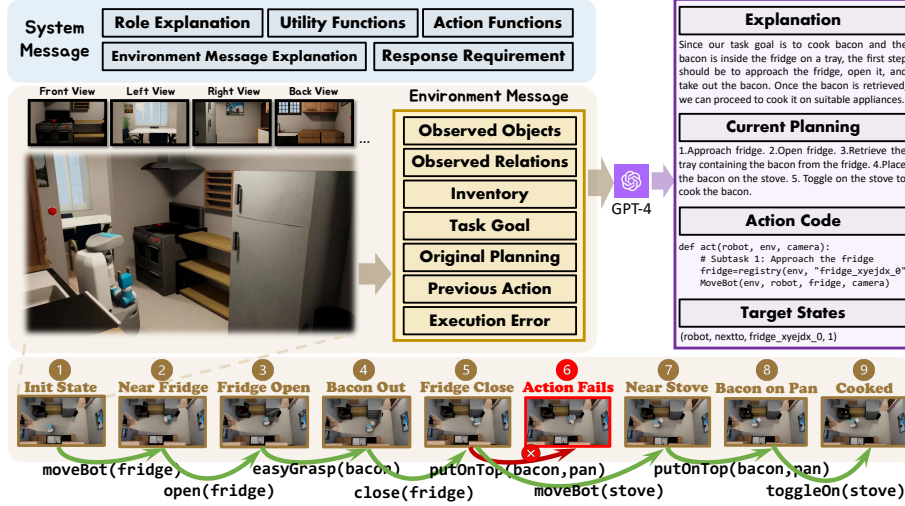 System
Message
Role Explanation
Utility Functions
Action Functions
Environment Message Explanation
Response Requirement
Front View
Left View
Right View
Back View
...
Environment Message
Observed Objects
Observed Relations
Inventory
Task Goal
Original Planning
Previous Action
Execution Error
GPT-4
Explanation
Since our task goal is to cook bacon and the
bacon is inside the fridge on a tray, the first step
should be to approach the fridge, open it, and
take out the bacon. Once the bacon is retrieved,
we can proceed to cook it on suitable appliances.
Current Planning
1.Approach fridge. 2.Open fridge. 3.Retrieve the
tray containing the bacon from the fridge. 4.Place
the bacon on the stove. 5. Toggle on the stove to
cook the bacon.
Action Code
def act(robot, env, camera):
# Subtask 1: Approach the fridge
fridge=registry(env, "fridge_xyejdx_0"
MoveBot(env, robot, fridge, camera)
Target States
(robot, nextto, fridge_xyejdx_0, 1)
1
2
3
4
5
6
7
8
9
Init State
Near Fridge
Fridge Open
Bacon Out
Fridge Close
Action Fails
Near Stove
Bacon on Pan
Cooked
moveBot(fridge)
easyGrasp(bacon)
putOnTop(bacon,pan)
putOnTop(bacon,pan)
open(fridge)
close(fridge)
moveBot(stove)
toggleOn(stove)